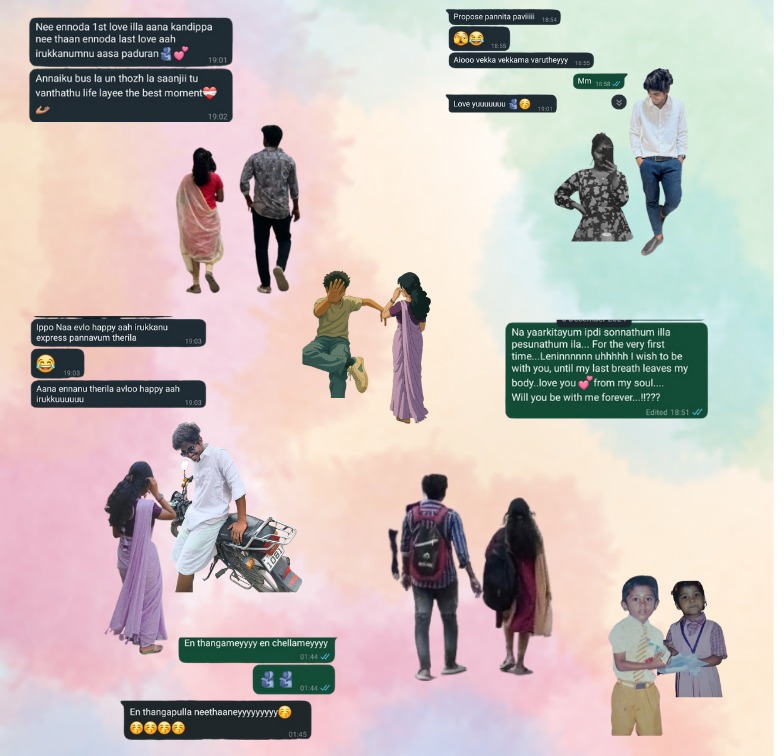 Nee ennoda 1st love illa aana kandippa
nee thaan ennoda last love aah
irukkanumnu aasa paduran🫂💕
19:01
Annaiku bus la un thozh la saanjii tu
vanthathu life layee the best moment❤️
19:02
Propose pannita paviiiii
18:54
🫣😂
18:55
Aiooo vekka vekkama varutheyyy
18:55
Mm
18:58
Love yuuuuuuu 🫂😚
19:01
Ippo Naa evlo happy aah irukkanu
express pannavum therila
19:03
😂
19:03
Aana ennanu therila avloo happy aah
irukkuuuuuu
19:03
Na yaarkitayum ipdi sonnathum illa
pesunathum ila... For the very first
time...Leninnnnnn uhhhhh I wish to be
with you, until my last breath leaves my
body..love you 💕from my soul....
Will you be with me forever...!!???
Edited 18:51
En thangameyyyy en chellameyyyy
01:44
🫂🫂
01:44
En thangapulla neethaaneyyyyyyyyy😚
😚😚😚😚
01:45